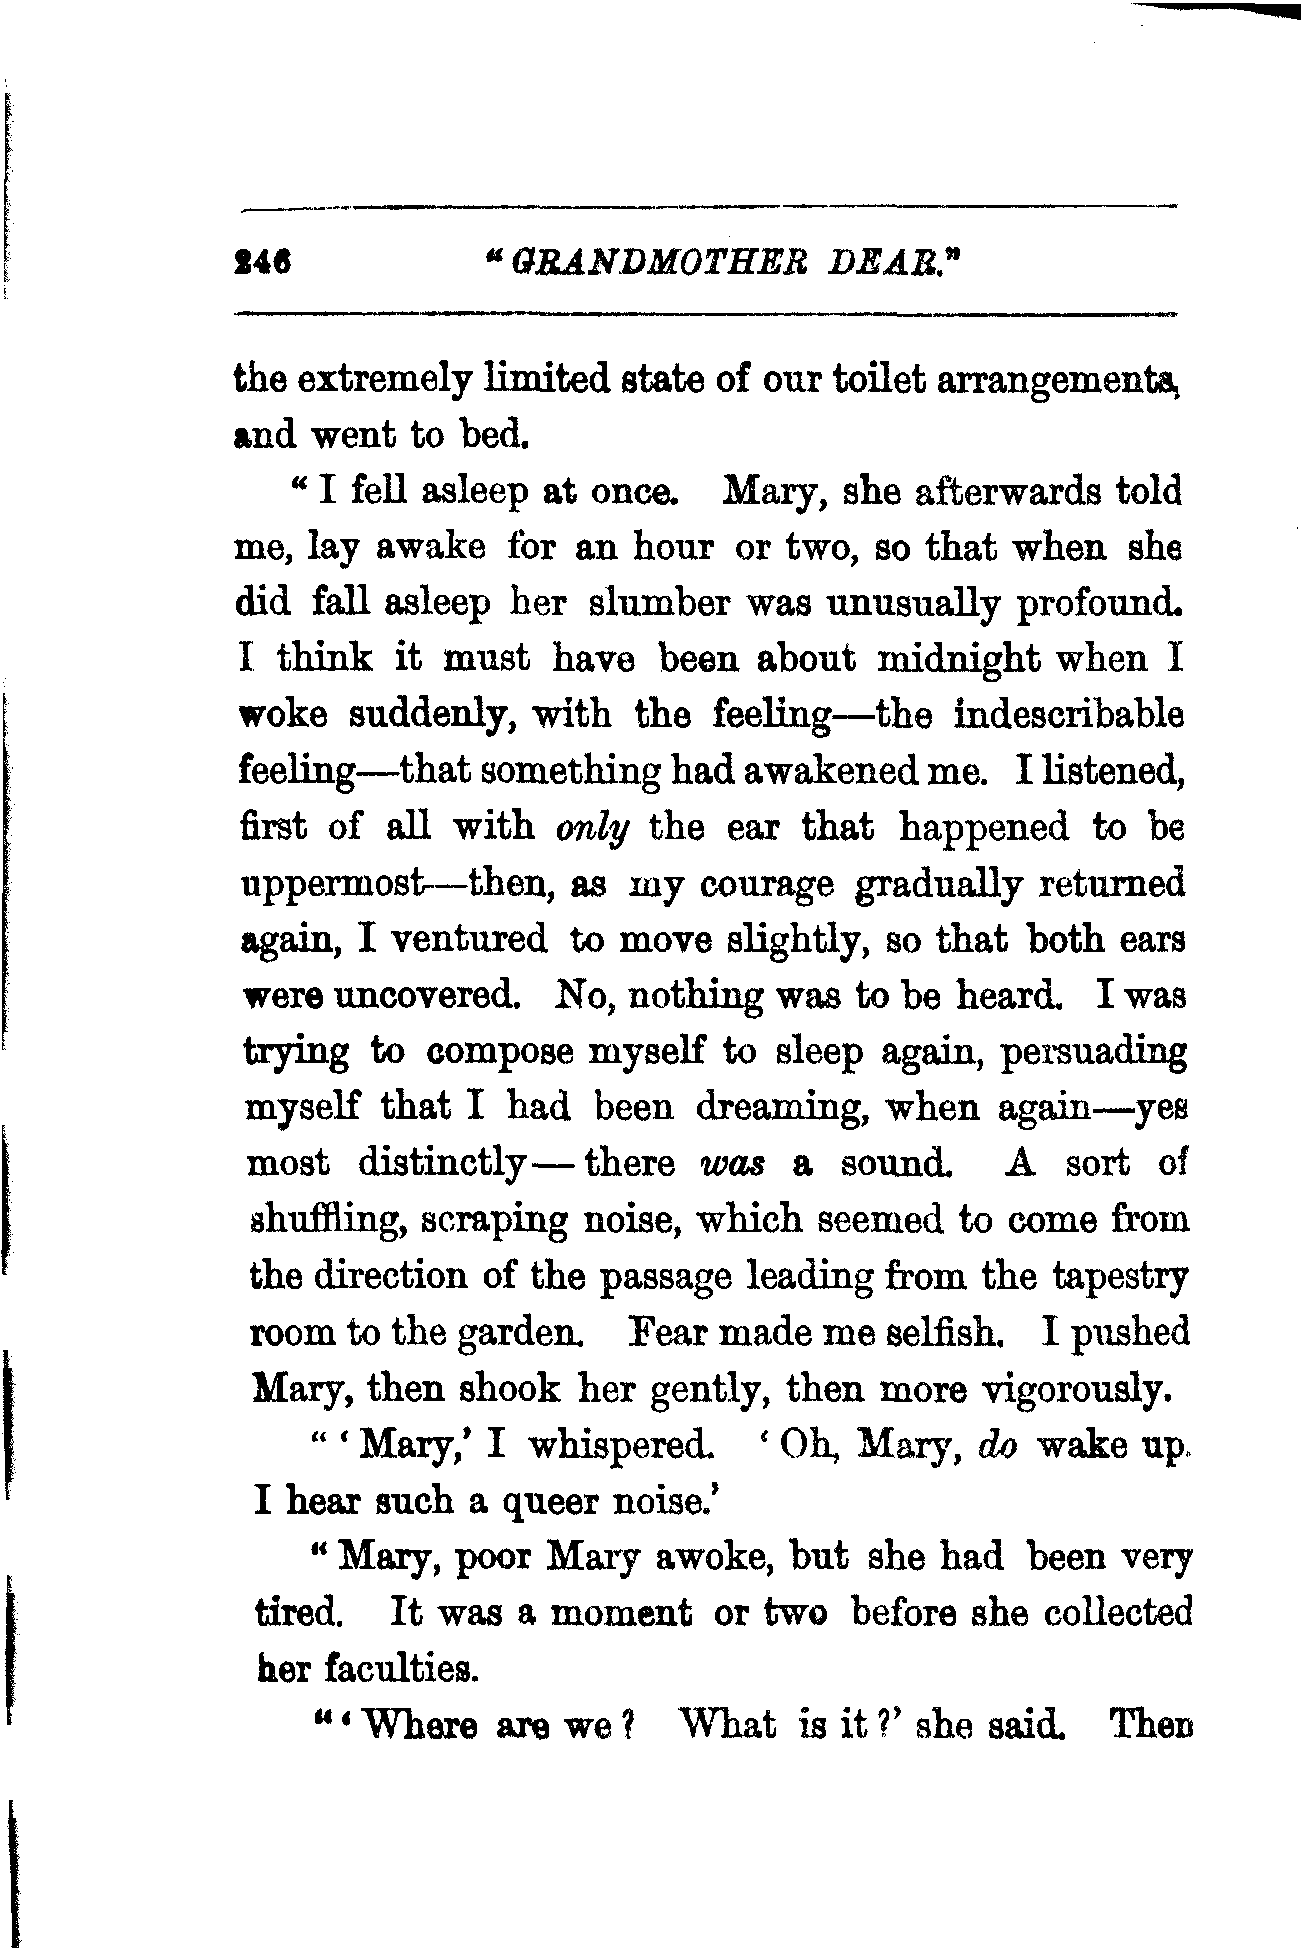 246 "GRANDMOTHER DEAR."
the extremely limited state of our toilet arrangements,
and went to bed.
"I fell asleep at once. Mary, she afterwards told
me, lay awake for an hour or two, so that when she
did fall asleep her slumber was unusually profound.
I think it must have been about midnight when I
woke suddenly, with the feeling—the indescribable
feeling—that something had awakened me. I listened,
first of all with only the ear that happened to be
uppermost—then, as my courage gradually returned
again, I ventured to move slightly, so that both ears
were uncovered. No, nothing was to be heard. I was
trying to compose myself to sleep again, persuading
myself that I had been dreaming, when again—yes
most distinctly—there was a sound. A sort of
shuffling, scraping noise, which seemed to come from
the direction of the passage leading from the tapestry
room to the garden. Fear made me selfish. I pushed
Mary, then shook her gently, then more vigorously.
"'Mary,' I whispered. 'Oh, Mary, do wake up.
I hear such a queer noise.'
"Mary, poor Mary awoke, but she had been very
tired. It was a moment or two before she collected
her faculties.
"'Where are we? What is it?' she said. Then